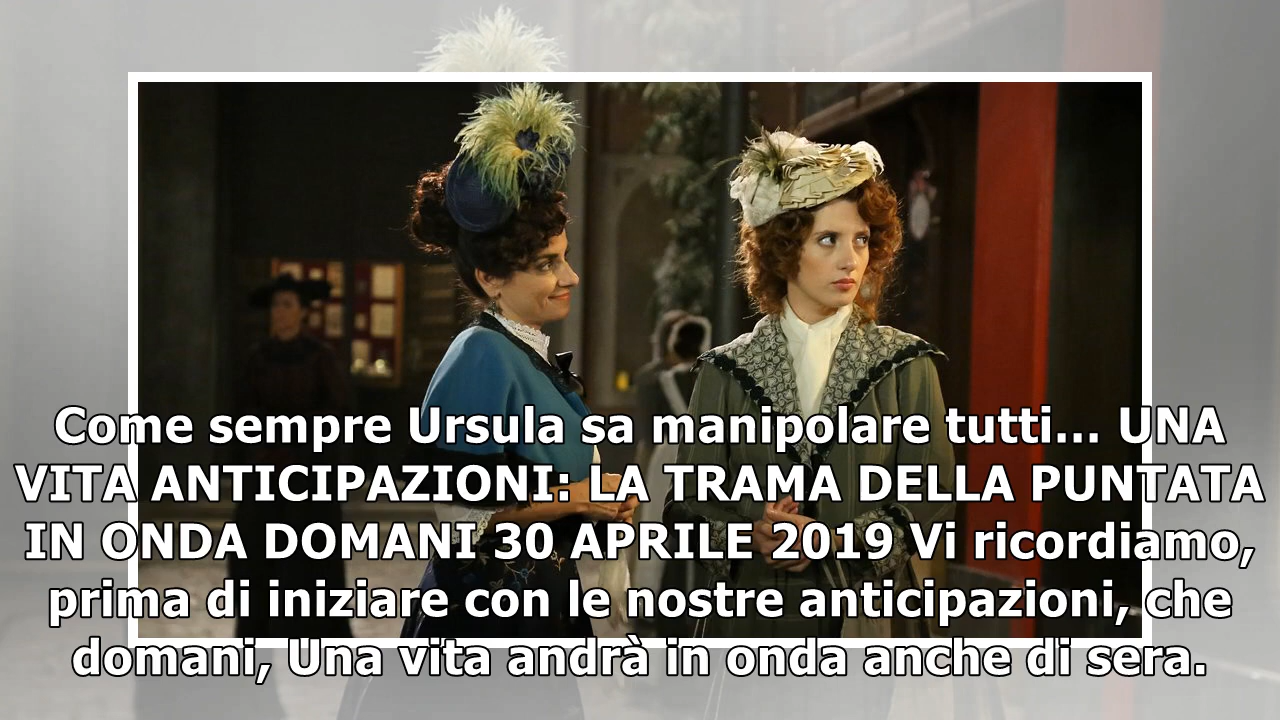 Come sempre Ursula sa manipolare tutti... UNA
VITA ANTICIPAZIONI: LA TRAMA DELLA PUNTATA
IN ONDA DOMANI 30 APRILE 2019 Vi ricordiamo,
prima di iniziare con le nostre anticipazioni, che
domani, Una vita andrà in onda anche di sera.